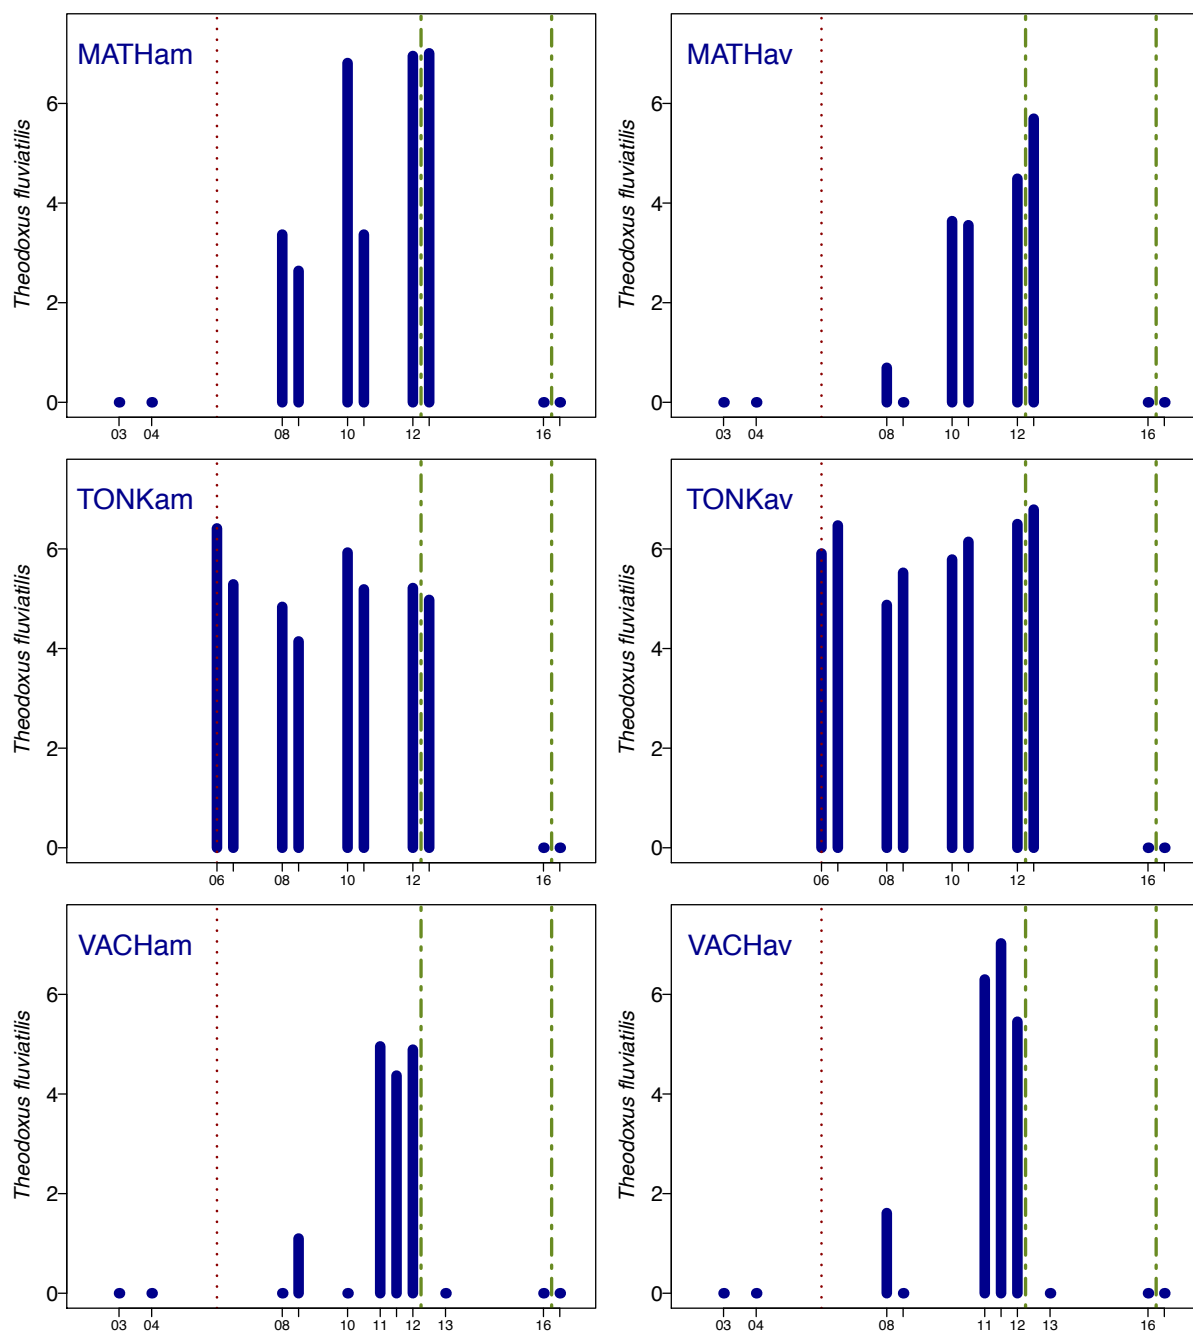 MATHam
Theodoxus fluviatilis
6
4
2
0
03 04 08 10 12 16
MATHav
Theodoxus fluviatilis
6
4
2
0
03 04 08 10 12 16
TONKam
Theodoxus fluviatilis
6
4
2
0
06 08 10 12 16
TONKav
Theodoxus fluviatilis
6
4
2
0
06 08 10 12 16
VACHam
Theodoxus fluviatilis
6
4
2
0
03 04 08 10 11 12 13 16
VACHav
Theodoxus fluviatilis
6
4
2
0
03 04 08 11 12 13 16